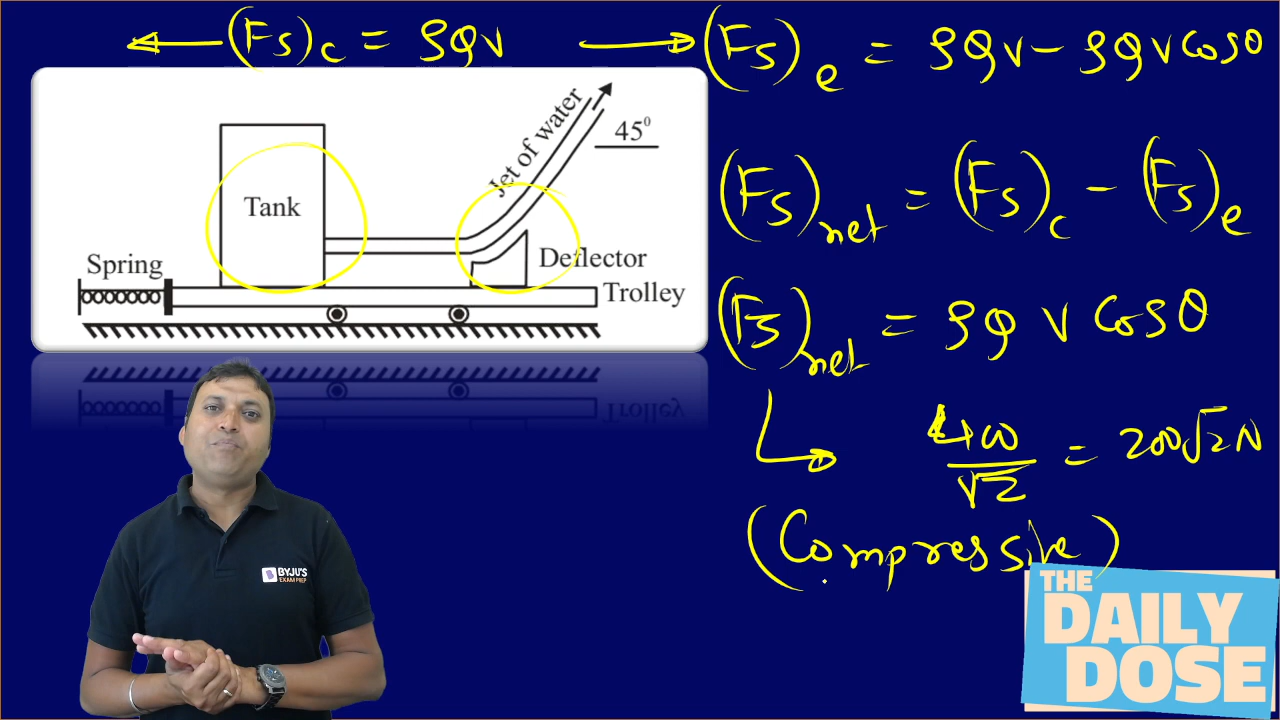 (Fs)c = ρQv
(Fs)e = ρQv - ρQv Cosθ
Jet of water
45⁰
Tank
(Fs)net = (Fs)c - (Fs)e
Spring
Deflector
Trolley
(Fs)net = ρQ v Cosθ
400/√2 = 200√2 N
(Compressive)
BYJU'S
EXAM PREP
THE
DAILY
DOSE